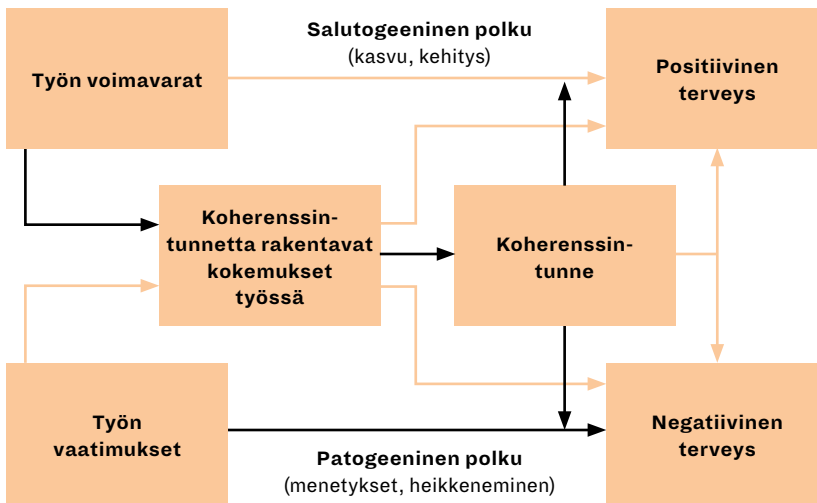 Työn voimavarat
Salutogeeninen polku
(kasvu, kehitys)
Positiivinen
terveys
Koherenssin-
tunnetta rakentavat
kokemukset
työssä
Koherenssin-
tunne
Työn
vaatimukset
Patogeeninen polku
(menetykset, heikkeneminen)
Negatiivinen
terveys